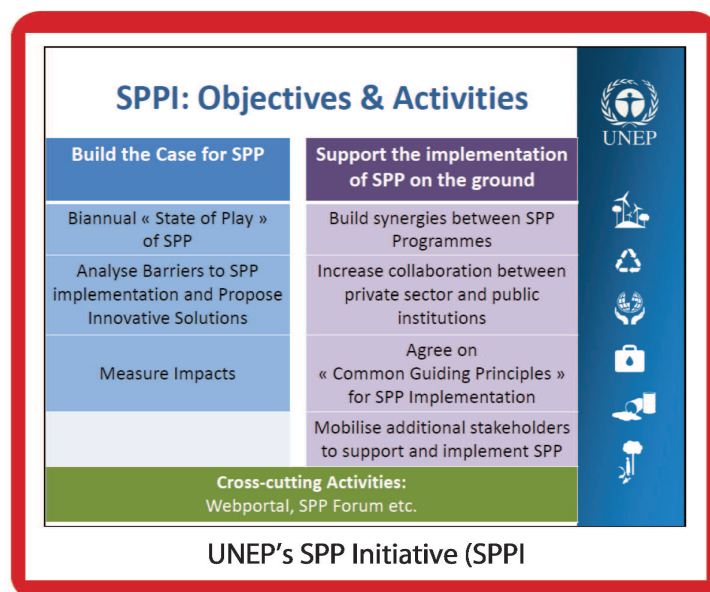 SPPI: Objectives & Activities
UNEP
Build the Case for SPP
Biannual « State of Play »
of SPP
Analyse Barriers to SPP
implementation and Propose
Innovative Solutions
Measure Impacts
Support the implementation
of SPP on the ground
Build synergies between SPP
Programmes
Increase collaboration between
private sector and public
institutions
Agree on
« Common Guiding Principles »
for SPP Implementation
Mobilise additional stakeholders
to support and implement SPP
Cross-cutting Activities:
Webportal, SPP Forum etc.
UNEP's SPP Initiative (SPPI